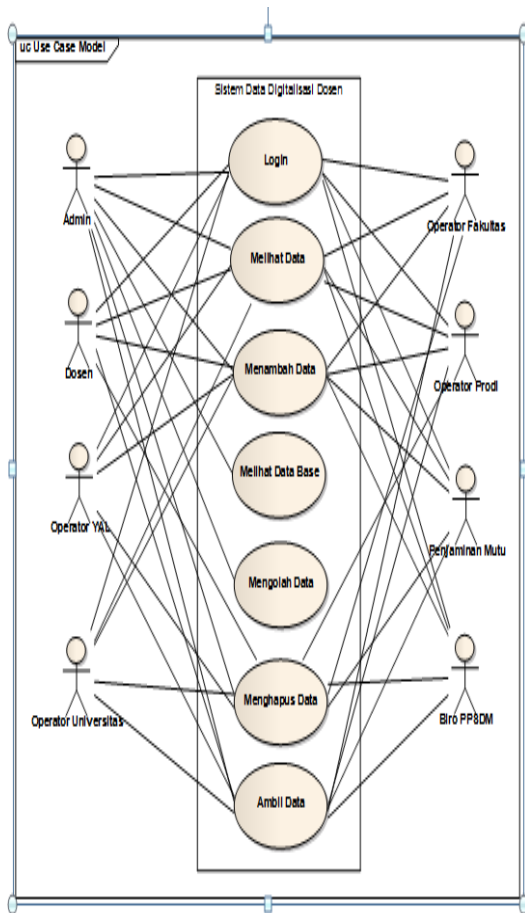 uc Use Case Model
Sistem Data Digitalisasi Dosen
Login
Admin
Operator Fakultas
Melihat Data
Dosen
Menambah Data
Operator Prodi
Melihat Data Base
Operator YAL
Penjaminan Mutu
Mengolah Data
Menghapus Data
Operator Universitas
Biro PPSDM
Ambil Data